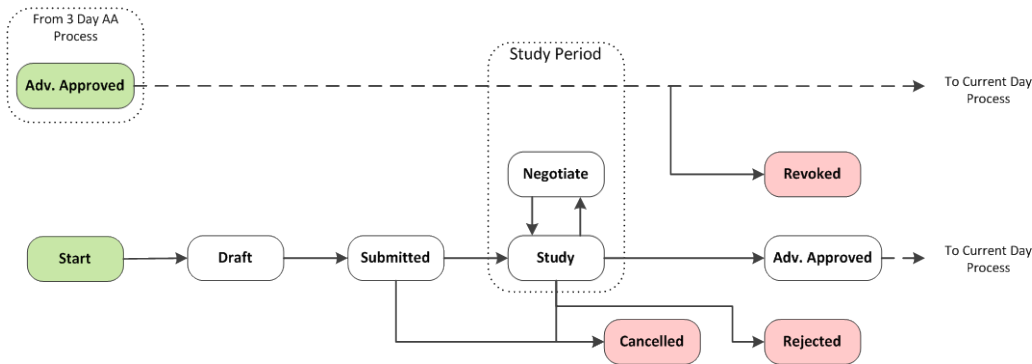 From 3 Day AA
Process
Adv. Approved
Study Period
To Current Day
Process
Negotiate
Revoked
Start
Draft
Submitted
Study
Adv. Approved
To Current Day
Process
Cancelled
Rejected